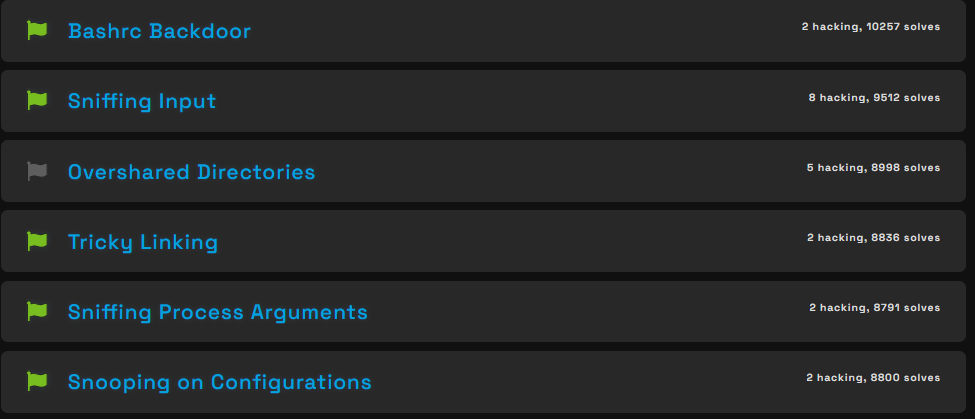 Bashrc Backdoor 2 hacking, 10257 solves
Sniffing Input 8 hacking, 9512 solves
Overshared Directories 5 hacking, 8998 solves
Tricky Linking 2 hacking, 8836 solves
Sniffing Process Arguments 2 hacking, 8791 solves
Snooping on Configurations 2 hacking, 8800 solves